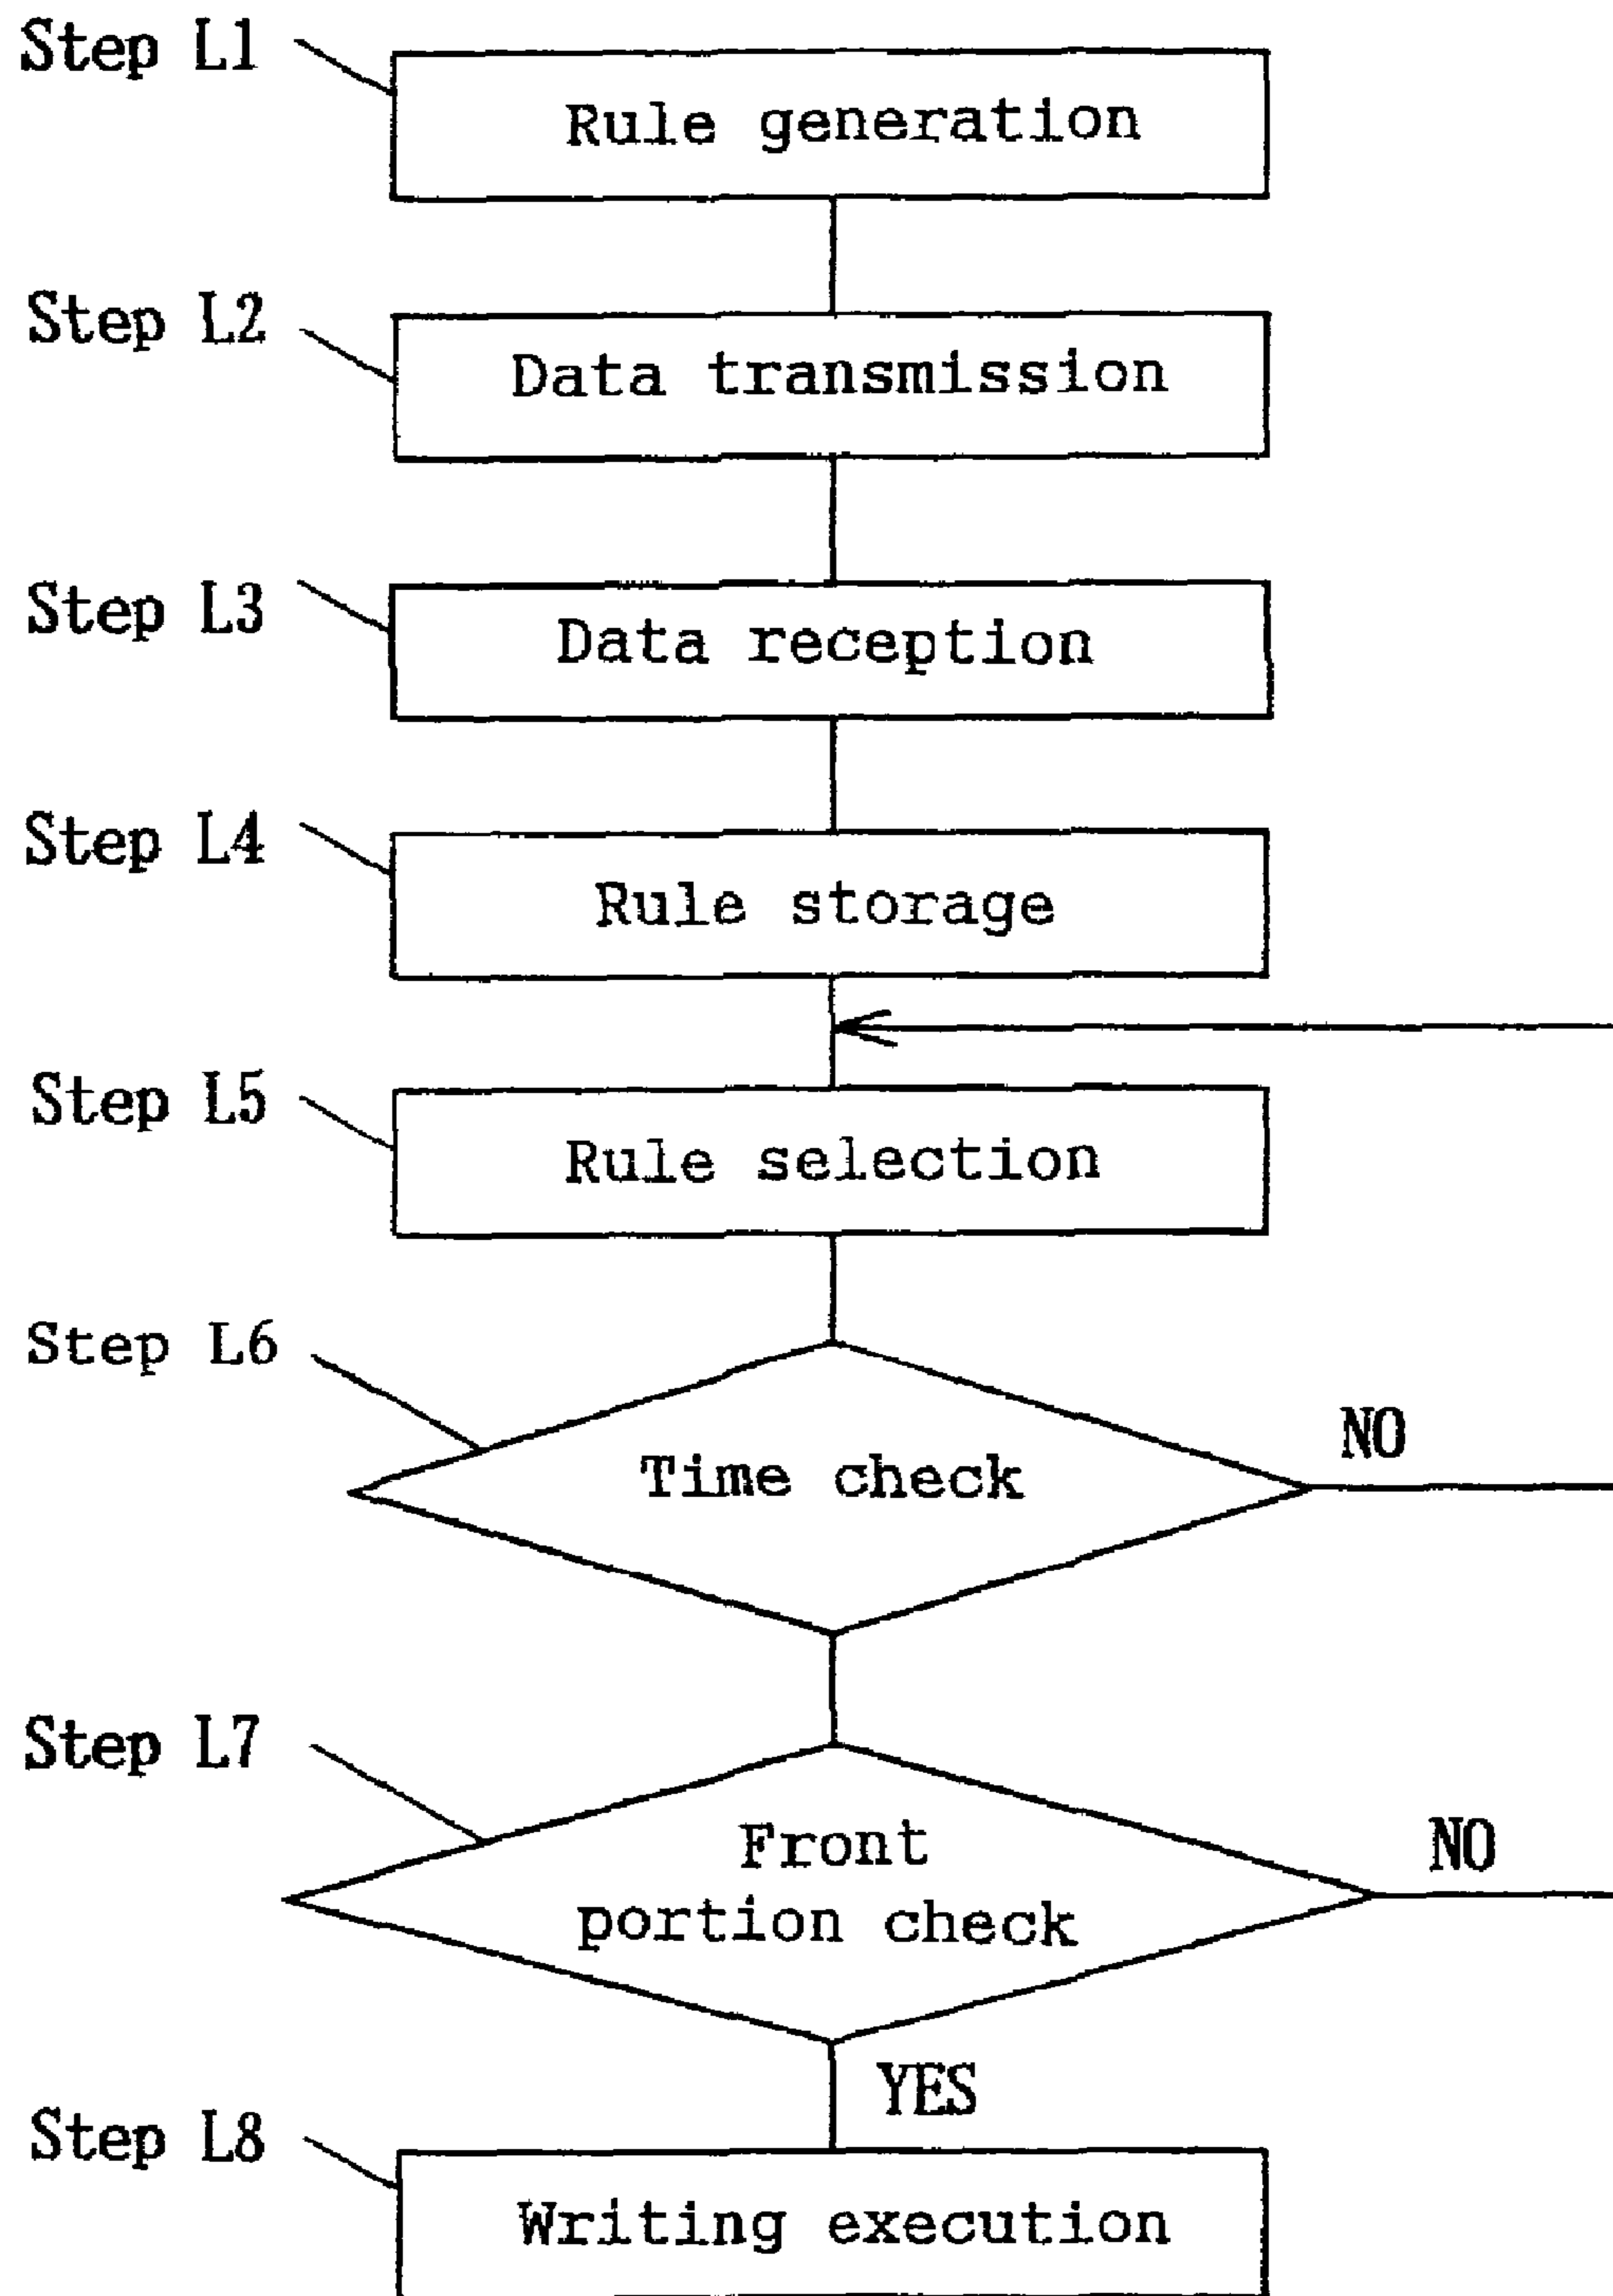 Step L1
Rule generation
Step L2
Data transmission
Step L3
Data reception
Step L4
Rule storage
Step L5
Rule selection
Step L6
Time check
NO
Step L7
Front
portion check
NO
YES
Step L8
Writing execution